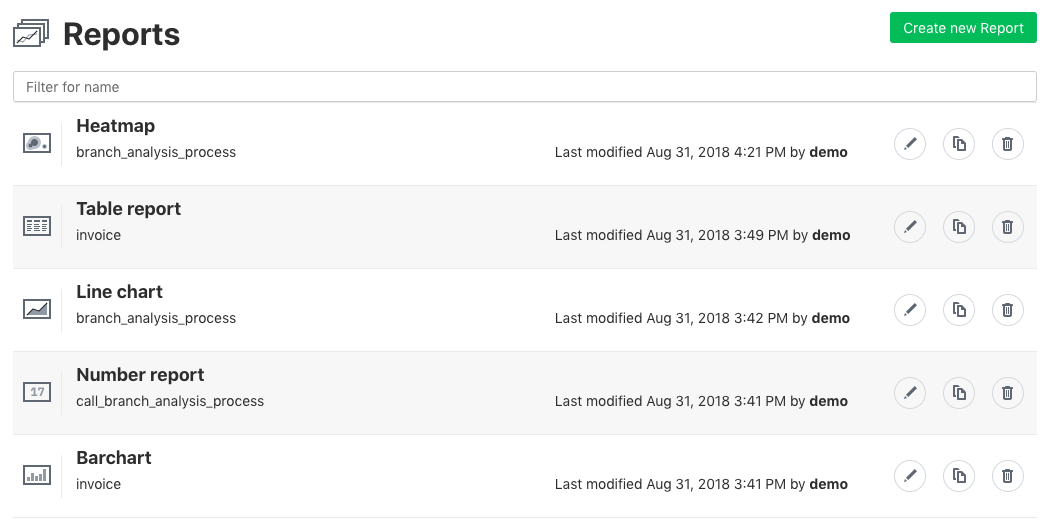 Reports
Create new Report
Filter for name
Heatmap
branch_analysis_process
Last modified Aug 31, 2018 4:21 PM by demo
Table report
invoice
Last modified Aug 31, 2018 3:49 PM by demo
Line chart
branch_analysis_process
Last modified Aug 31, 2018 3:42 PM by demo
Number report
17
call_branch_analysis_process
Last modified Aug 31, 2018 3:41 PM by demo
Barchart
invoice
Last modified Aug 31, 2018 3:41 PM by demo